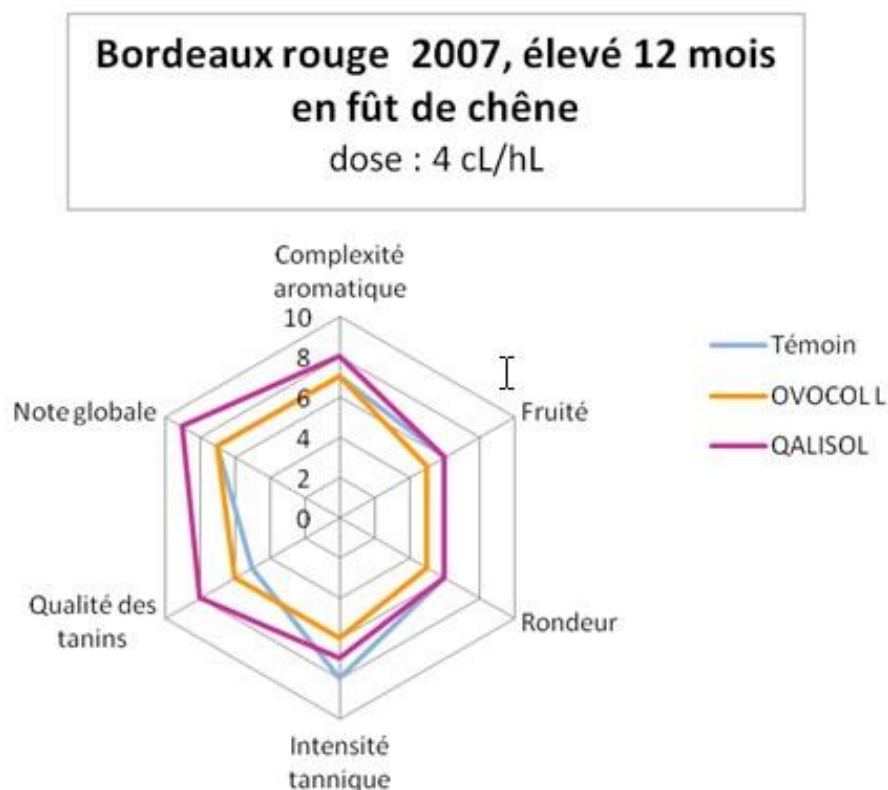 Bordeaux rouge 2007, élevé 12 mois
en fût de chêne
dose : 4 cL/hL
Complexité
aromatique
10
8
6
4
2
0
Note globale
Fruité
Qualité des
tanins
Rondeur
Intensité
tannique
Témoin
OVOCOL L
QALISOL